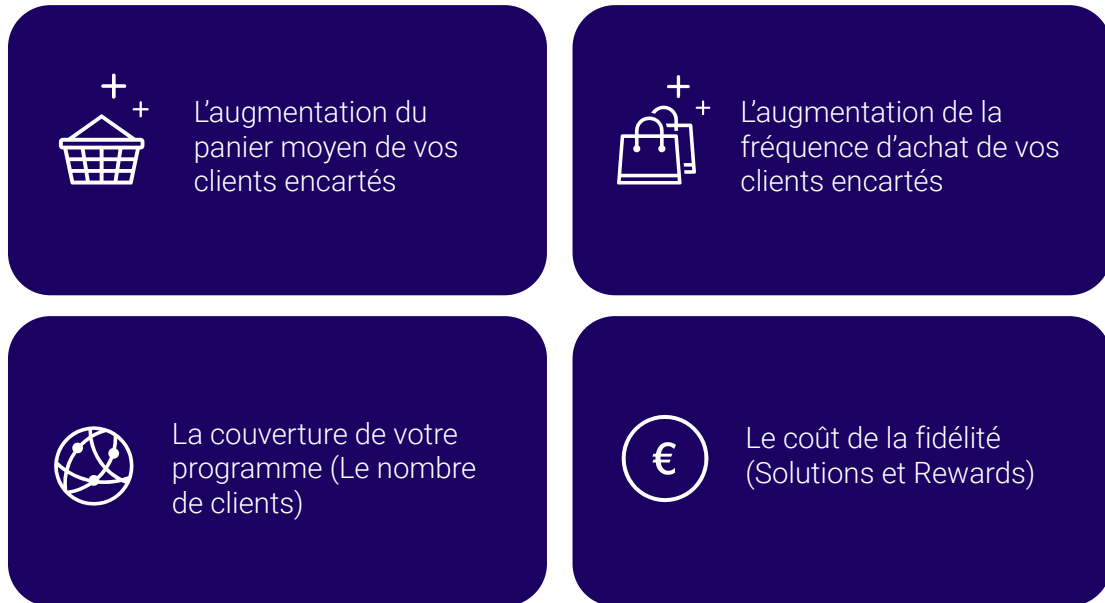 L’augmentation du
panier moyen de vos
clients encartés
L’augmentation de la
fréquence d’achat de vos
clients encartés
La couverture de votre
programme (Le nombre
de clients)
€
Le coût de la fidélité
(Solutions et Rewards)